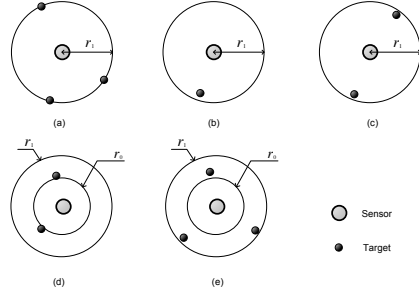 r₁
r₁
r₁
(a)
(b)
(c)
r₁
r₀
r₁
r₀
Sensor
Target
(d)
(e)